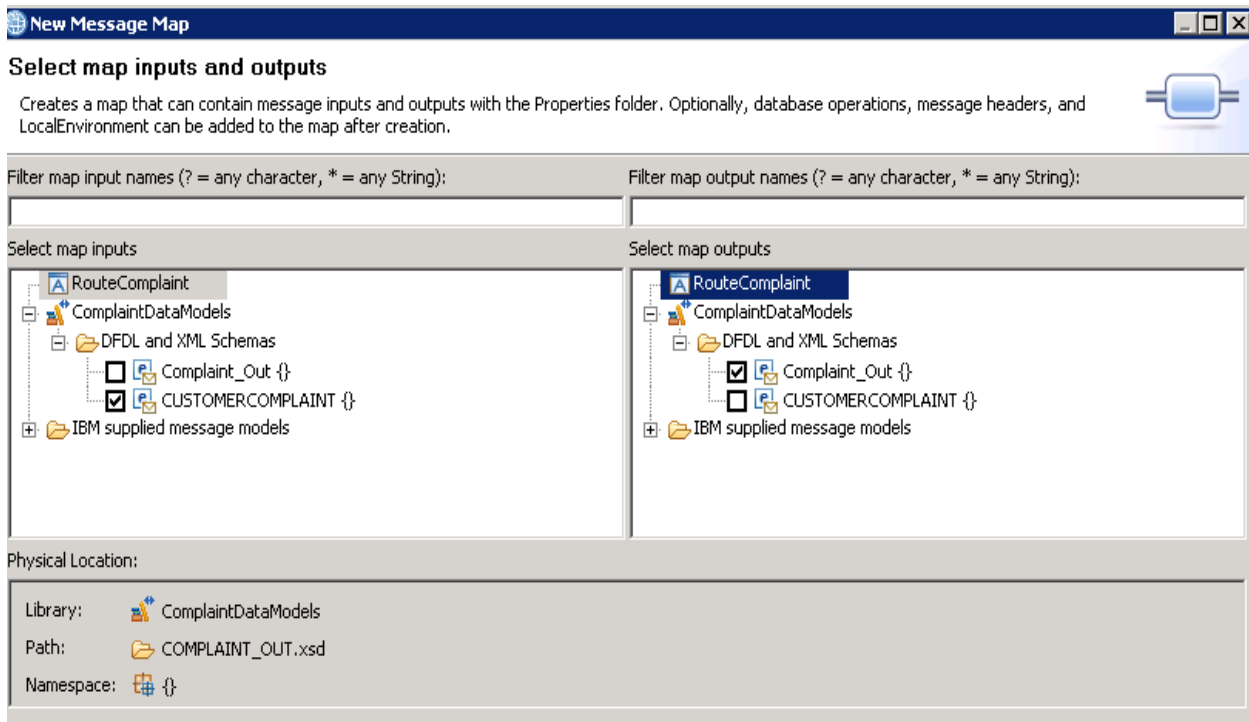 New Message Map
Select map inputs and outputs
Creates a map that can contain message inputs and outputs with the Properties folder. Optionally, database operations, message headers, and
LocalEnvironment can be added to the map after creation.
Filter map input names (? = any character, * = any String):
Filter map output names (? = any character, * = any String):
Select map inputs
RouteComplaint
ComplaintDataModels
DFDL and XML Schemas
Complaint_Out {}
CUSTOMERCOMPLAINT {}
IBM supplied message models
Select map outputs
RouteComplaint
ComplaintDataModels
DFDL and XML Schemas
Complaint_Out {}
CUSTOMERCOMPLAINT {}
IBM supplied message models
Physical Location:
Library: ComplaintDataModels
Path: COMPLAINT_OUT.xsd
Namespace: {}